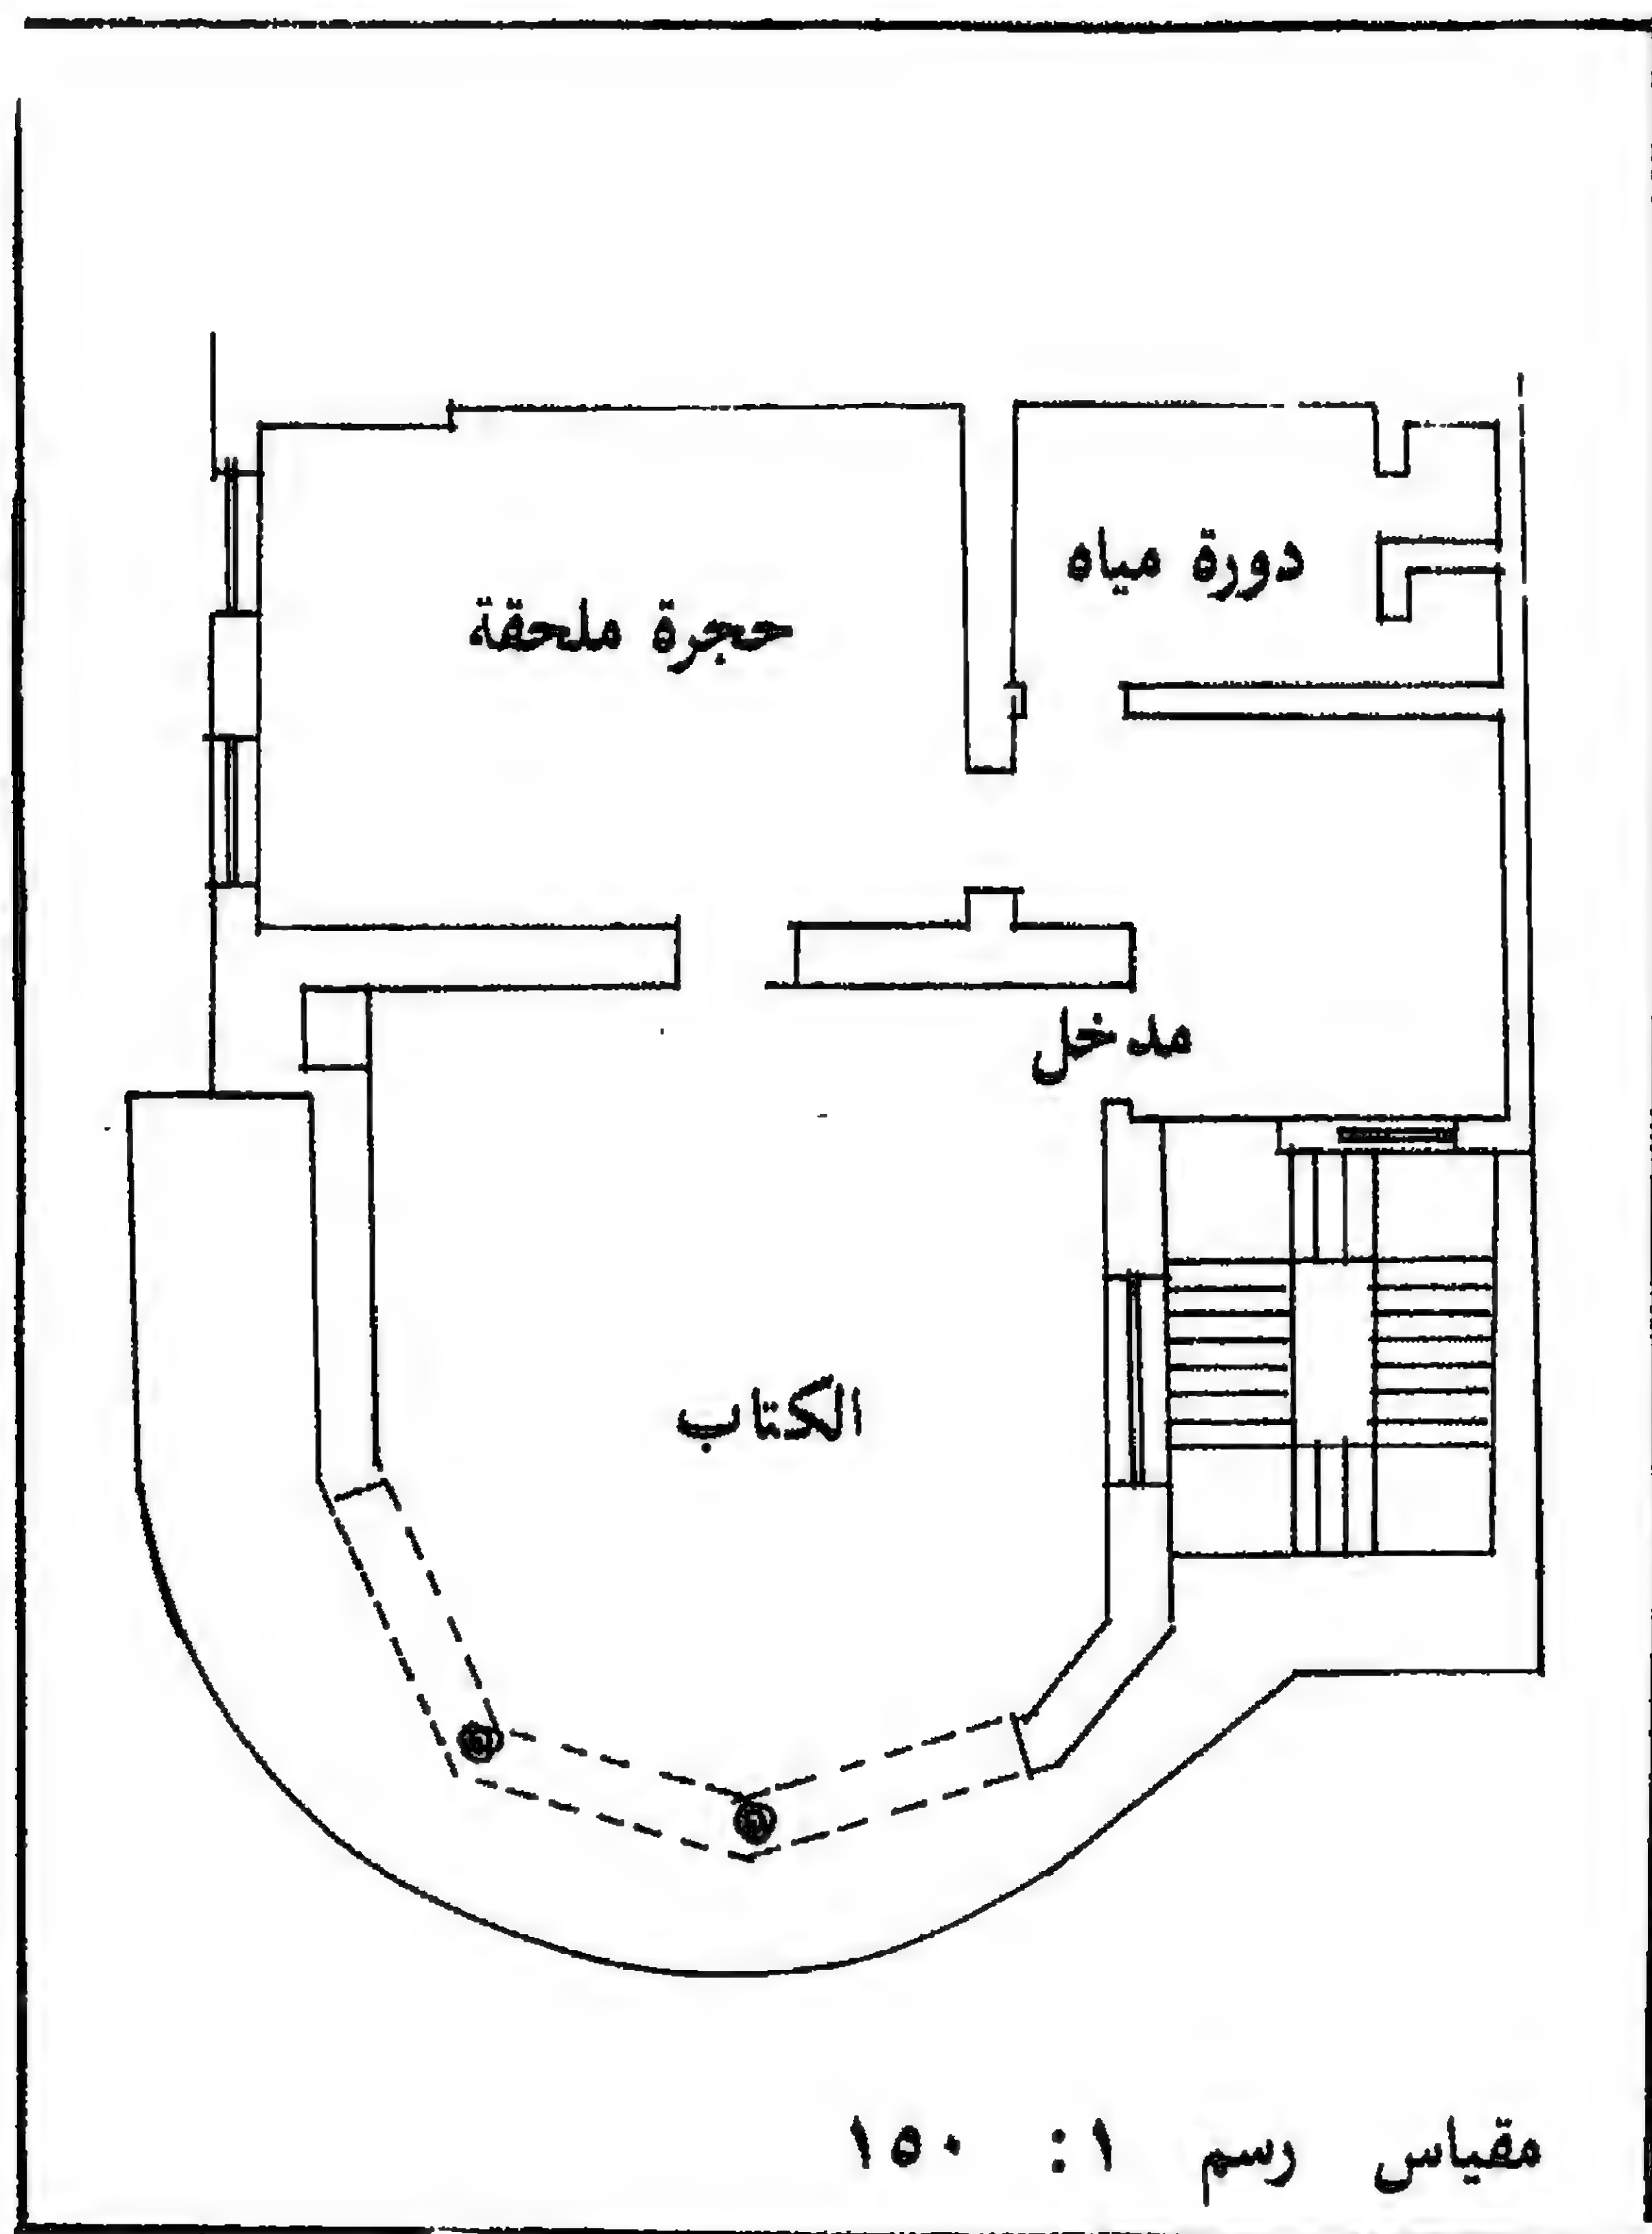 دورة مياه
حجرة ملحقة
مدخل
الكتاب
مقياس رسم ١: ١٥٠